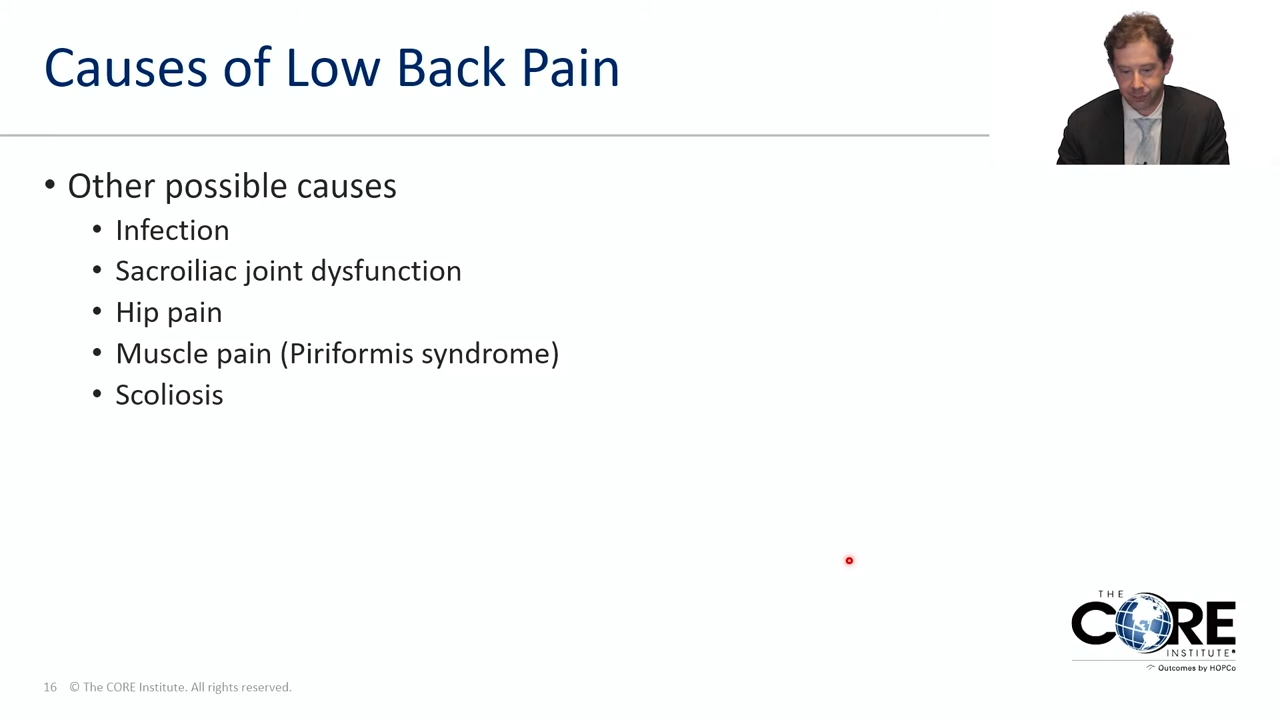 Causes of Low Back Pain
• Other possible causes
• Infection
• Sacroiliac joint dysfunction
• Hip pain
• Muscle pain (Piriformis syndrome)
• Scoliosis
THE
CORE
INSTITUTE®
Outcomes by HOPCo
16 © The CORE Institute. All rights reserved.